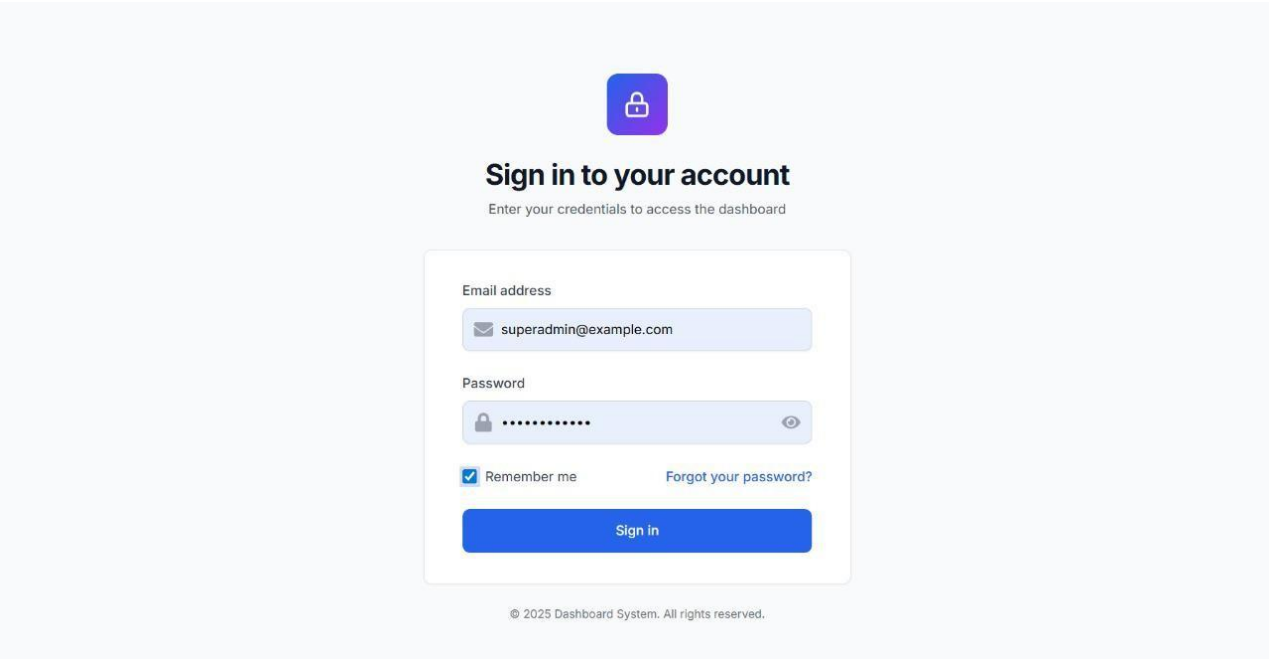 Sign in to your account
Enter your credentials to access the dashboard
Email address
superadmin@example.com
Password
••••••••••••
Remember me Forgot your password?
Sign in
© 2025 Dashboard System. All rights reserved.